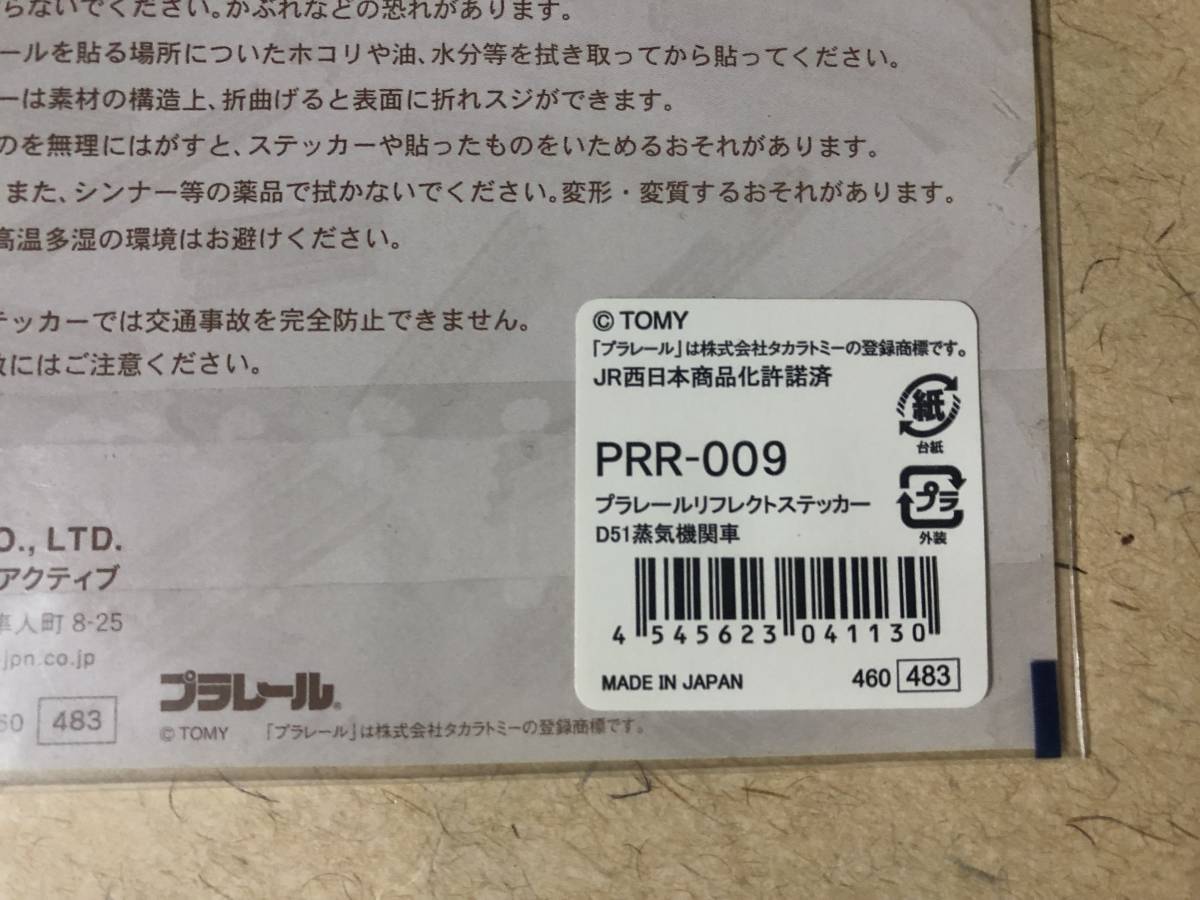 らないでください。かぶれなどの恐れがあります。
ールを貼る場所についたホコリや油、水分等を拭き取ってから貼ってください。
ーは素材の構造上、折曲げると表面に折れスジができます。
のを無理にはがすと、ステッカーや貼ったものをいためるおそれがあります。
また、シンナー等の薬品で拭かないでください。変形・変質するおそれがあります。
高温多湿の環境はお避けください。
テッカーでは交通事故を完全防止できません。
にはご注意ください。
O., LTD.
アクティブ
隼人町 8-25
-jpn.co.jp
60 483
プラレール®
© TOMY 「プラレール」は株式会社タカラトミーの登録商標です。
© TOMY
「プラレール」は株式会社タカラトミーの登録商標です。
JR西日本商品化許諾済
紙
台紙
PRR-009
プラ
外装
プラレールリフレクトステッカー
D51蒸気機関車
4 545623 041130
MADE IN JAPAN 460 483